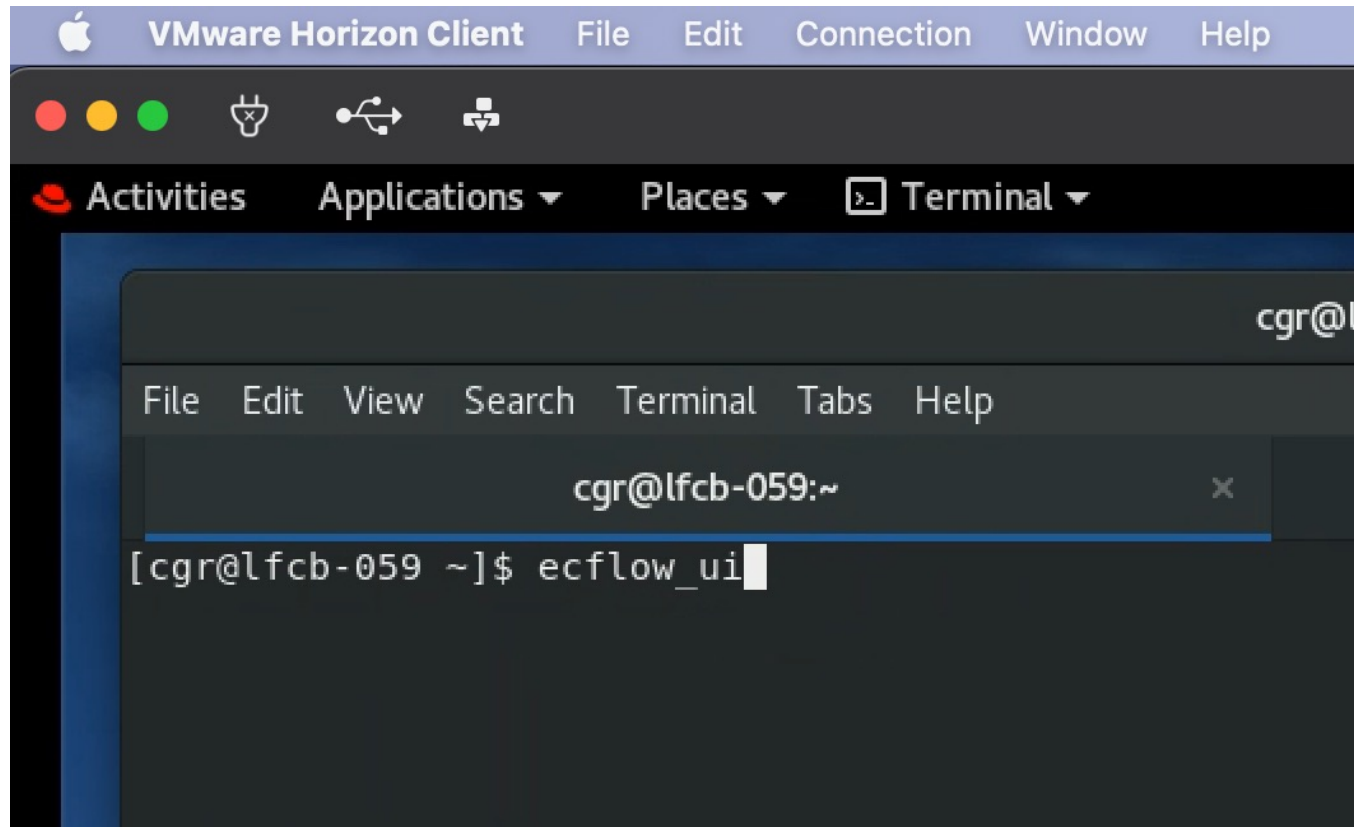 VMware Horizon Client File Edit Connection Window Help
Activities Applications Places Terminal
cgr@l
File Edit View Search Terminal Tabs Help
cgr@lfcb-059:~
[cgr@lfcb-059 ~]$ ecflow_ui